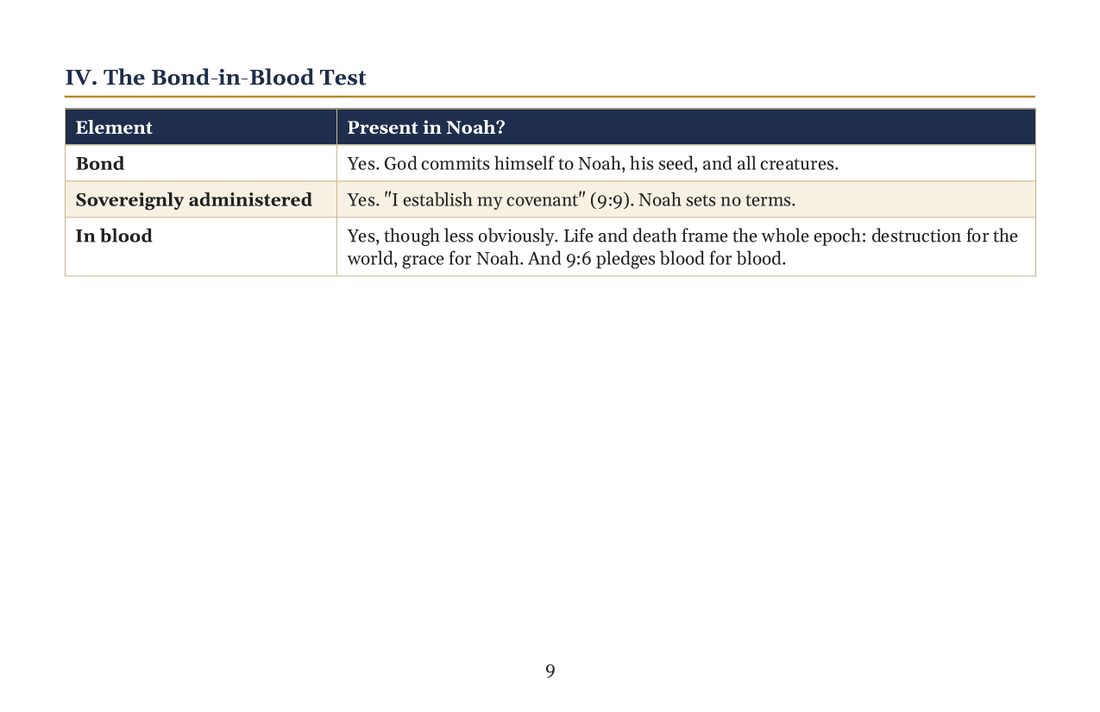 IV. The Bond-in-Blood Test
Element
Present in Noah?
Bond
Yes. God commits himself to Noah, his seed, and all creatures.
Sovereignly administered
Yes. "I establish my covenant" (9:9). Noah sets no terms.
In blood
Yes, though less obviously. Life and death frame the whole epoch: destruction for the
world, grace for Noah. And 9:6 pledges blood for blood.
9